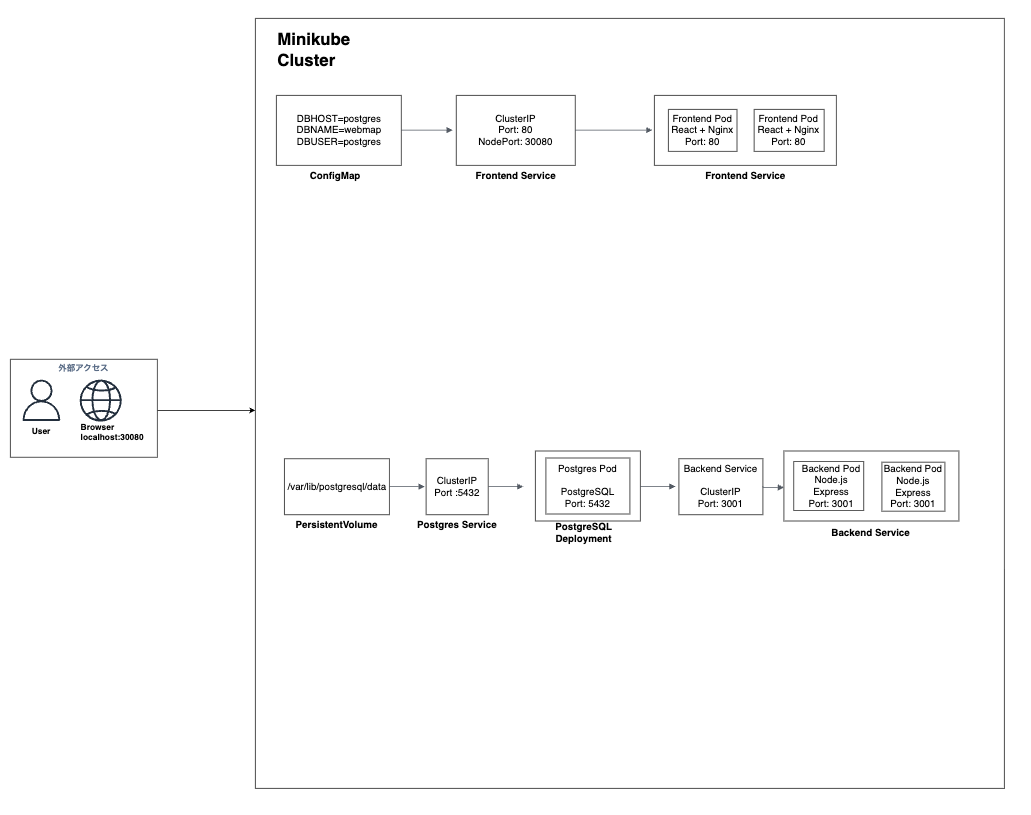 Minikube
Cluster
DBHOST=postgres
DBNAME=webmap
DBUSER=postgres
ConfigMap
ClusterIP
Port: 80
NodePort: 30080
Frontend Service
Frontend Pod
React + Nginx
Port: 80
Frontend Pod
React + Nginx
Port: 80
Frontend Service
外部アクセス
User
Browser
localhost:30080
/var/lib/postgresql/data
PersistentVolume
ClusterIP
Port :5432
Postgres Service
Postgres Pod
PostgreSQL
Port: 5432
PostgreSQL
Deployment
Backend Service
ClusterIP
Port: 3001
Backend Pod
Node.js
Express
Port: 3001
Backend Pod
Node.js
Express
Port: 3001
Backend Service